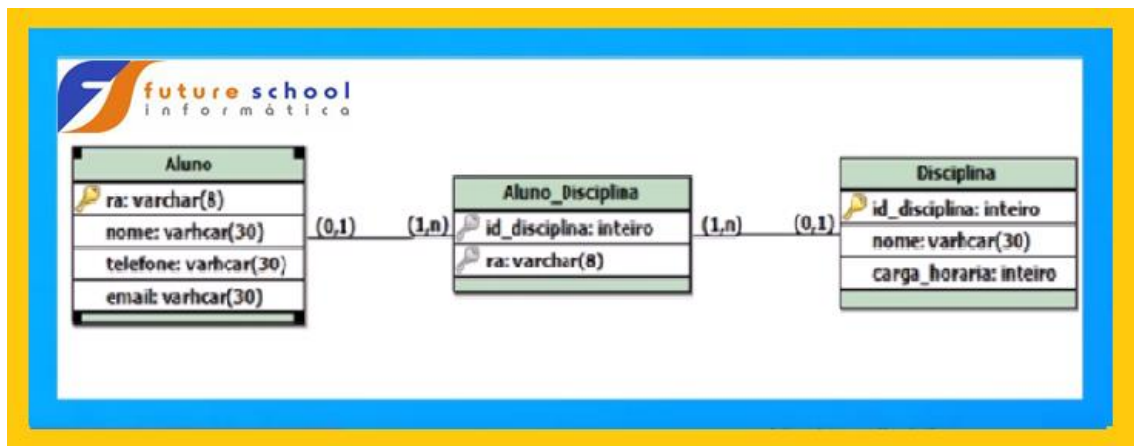 future school
informática
Aluno
ra: varchar(8)
nome: varhcar(30)
telefone: varhcar(30)
email: varhcar(30)
(0,1)
(1,n)
Aluno_Disciplina
id_disciplina: inteiro
ra: varchar(8)
(1,n)
(0,1)
Disciplina
id_disciplina: inteiro
nome: varhcar(30)
carga_horaria: inteiro